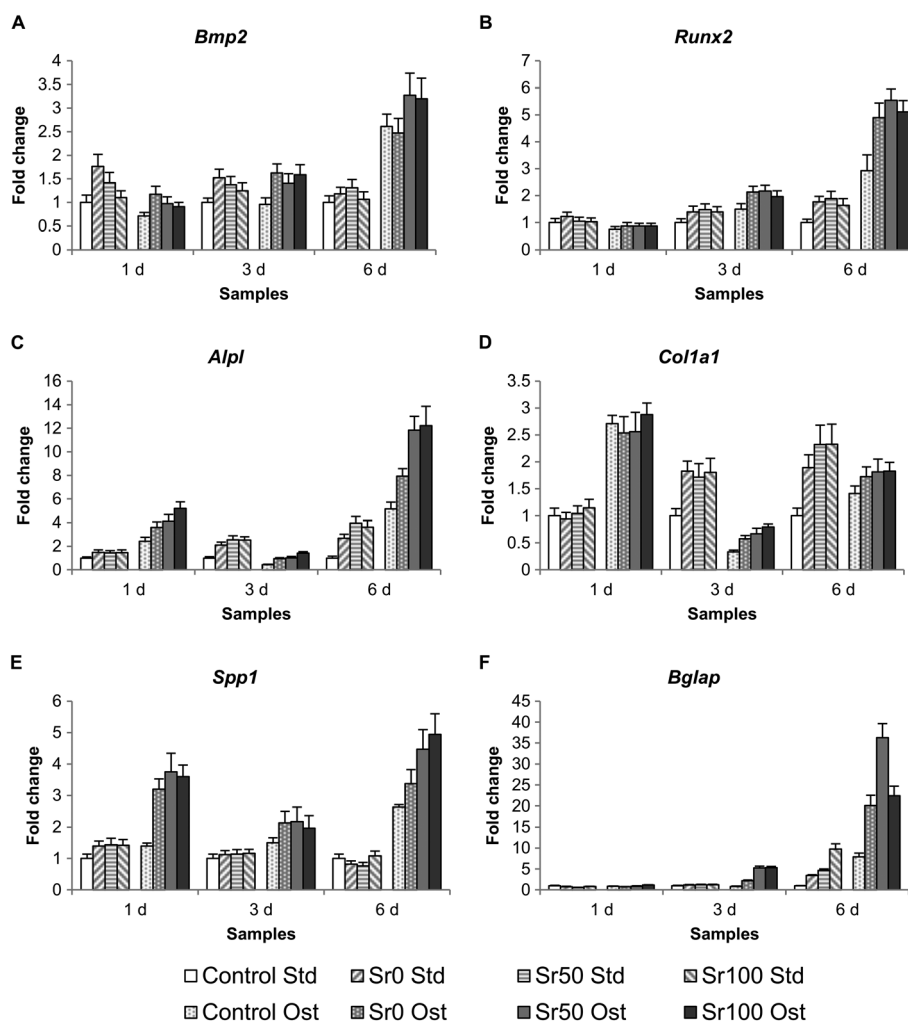 A
Bmp2
Fold change
4
3.5
3
2.5
2
1.5
1
0.5
0
1 d
3 d
6 d
Samples
B
Runx2
Fold change
7
6
5
4
3
2
1
0
1 d
3 d
6 d
Samples
C
Alpl
Fold change
16
14
12
10
8
6
4
2
0
1 d
3 d
6 d
Samples
D
Col1a1
Fold change
3.5
3
2.5
2
1.5
1
0.5
0
1 d
3 d
6 d
Samples
E
Spp1
Fold change
6
5
4
3
2
1
0
1 d
3 d
6 d
Samples
F
Bglap
Fold change
45
40
35
30
25
20
15
10
5
0
1 d
3 d
6 d
Samples
Control Std
Sr0 Std
Sr50 Std
Sr100 Std
Control Ost
Sr0 Ost
Sr50 Ost
Sr100 Ost